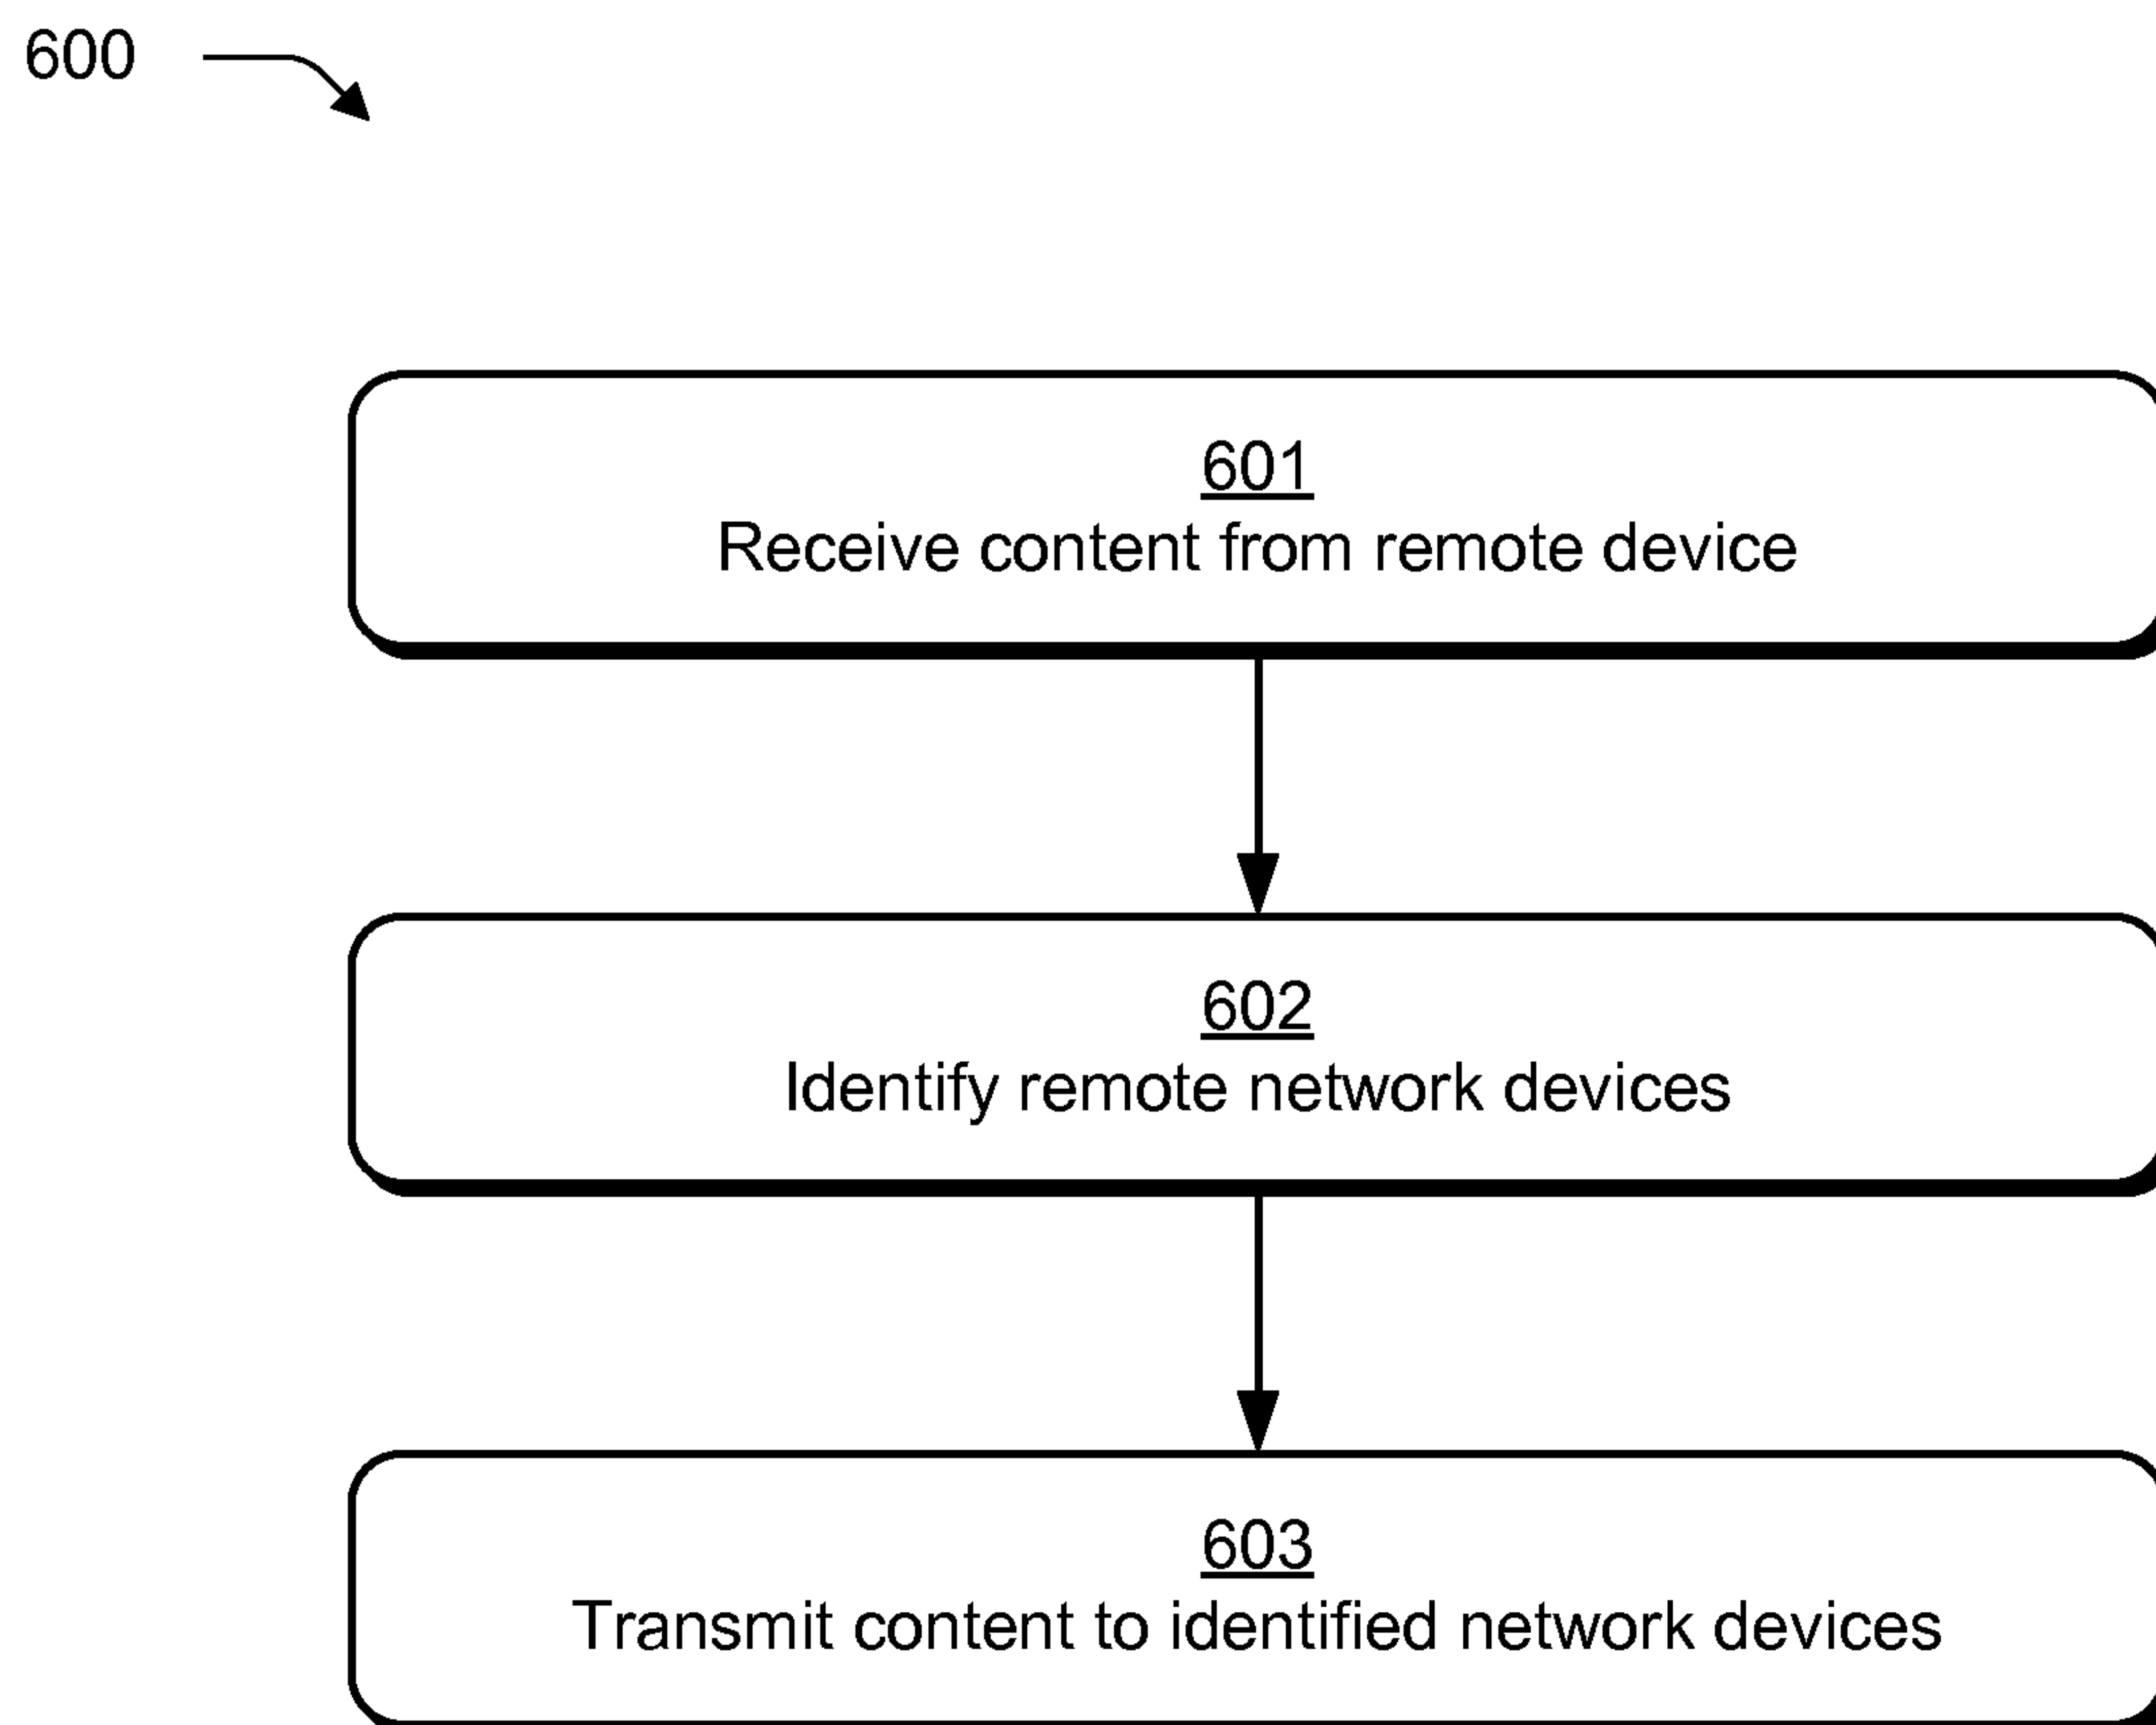 600
601
Receive content from remote device
602
Identify remote network devices
603
Transmit content to identified network devices